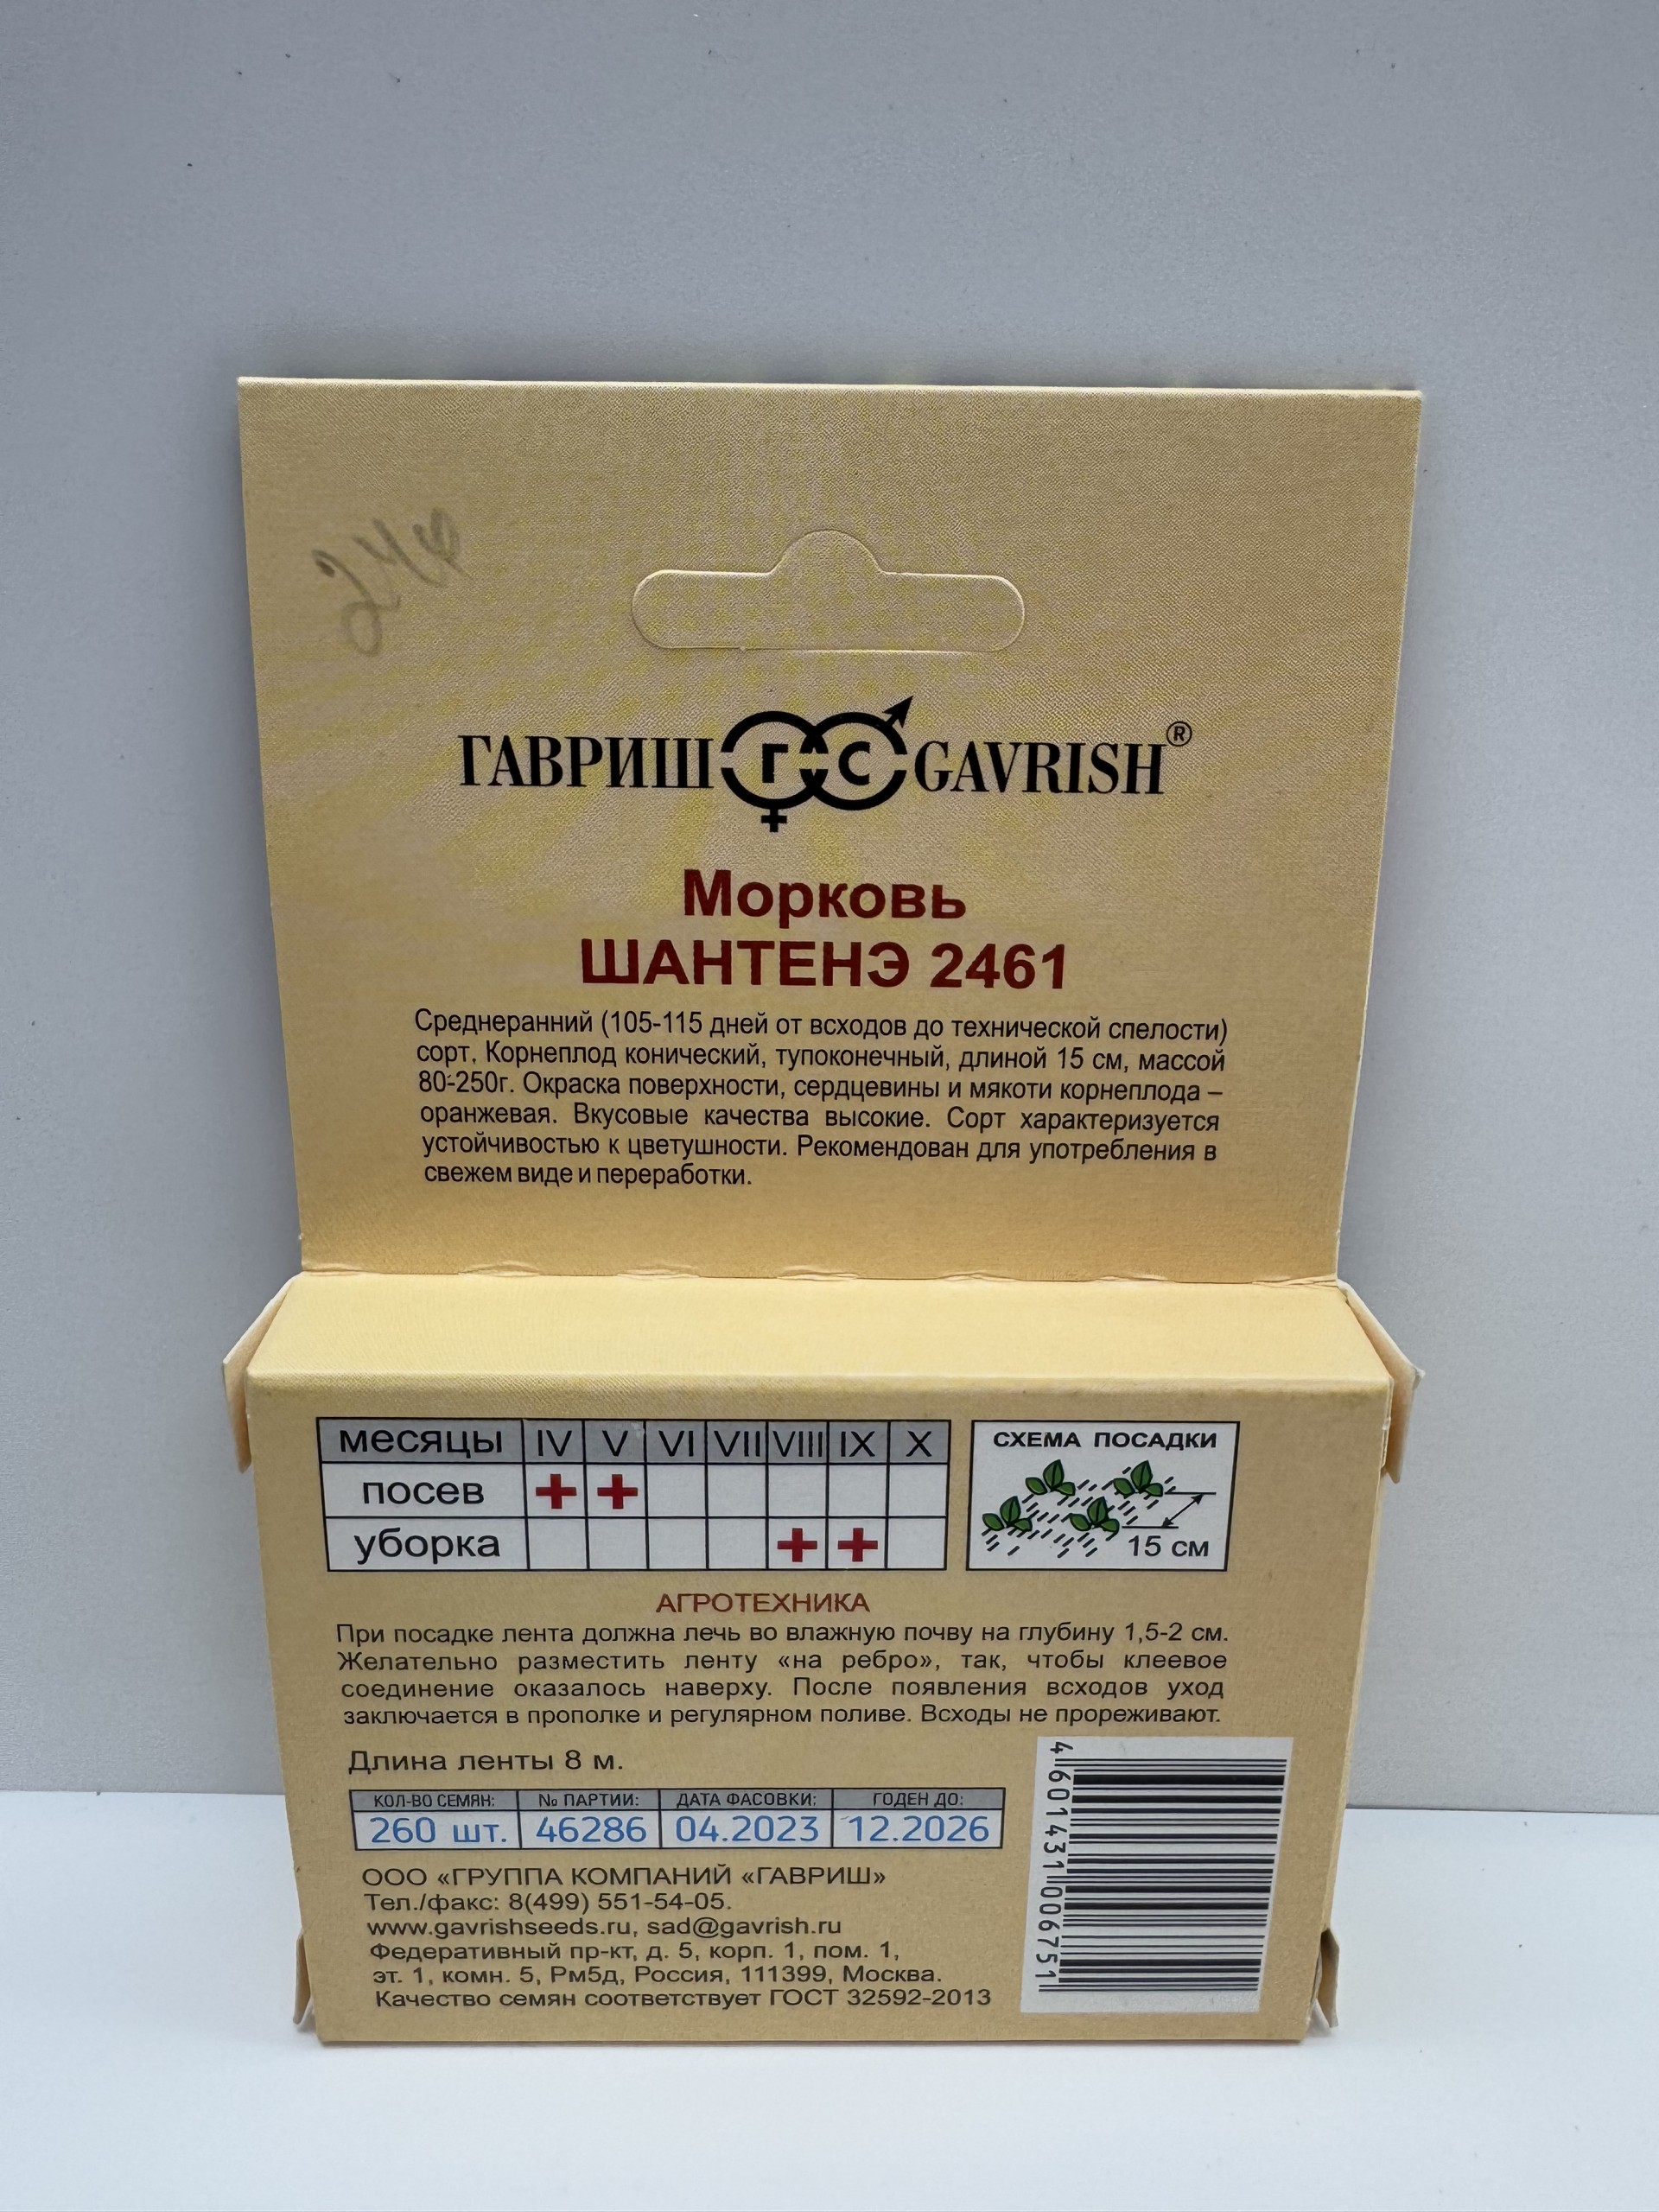 ГАВРИШ ГС GAVRISH®
Морковь
ШАНТЕНЭ 2461
Среднеранний (105-115 дней от всходов до технической спелости)
сорт. Корнеплод конический, тупоконечный, длиной 15 см, массой
80-250г. Окраска поверхности, сердцевины и мякоти корнеплода –
оранжевая. Вкусовые качества высокие. Сорт характеризуется
устойчивостью к цветушности. Рекомендован для употребления в
свежем виде и переработки.
месяцы IV V VI VII VIII IX X
посев + +
уборка + +
СХЕМА ПОСАДКИ
15 см
АГРОТЕХНИКА
При посадке лента должна лечь во влажную почву на глубину 1,5-2 см.
Желательно разместить ленту «на ребро», так, чтобы клеевое
соединение оказалось наверху. После появления всходов уход
заключается в прополке и регулярном поливе. Всходы не прореживают.
Длина ленты 8 м.
КОЛ-ВО СЕМЯН: № ПАРТИИ: ДАТА ФАСОВКИ: ГОДЕН ДО:
260 шт. 46286 04.2023 12.2026
ООО «ГРУППА КОМПАНИЙ «ГАВРИШ»
Тел./факс: 8(499) 551-54-05.
www.gavrishseeds.ru, sad@gavrish.ru
Федеративный пр-кт, д. 5, корп. 1, пом. 1,
эт. 1, комн. 5, Рм5д, Россия, 111399, Москва.
Качество семян соответствует ГОСТ 32592-2013
4601431006751